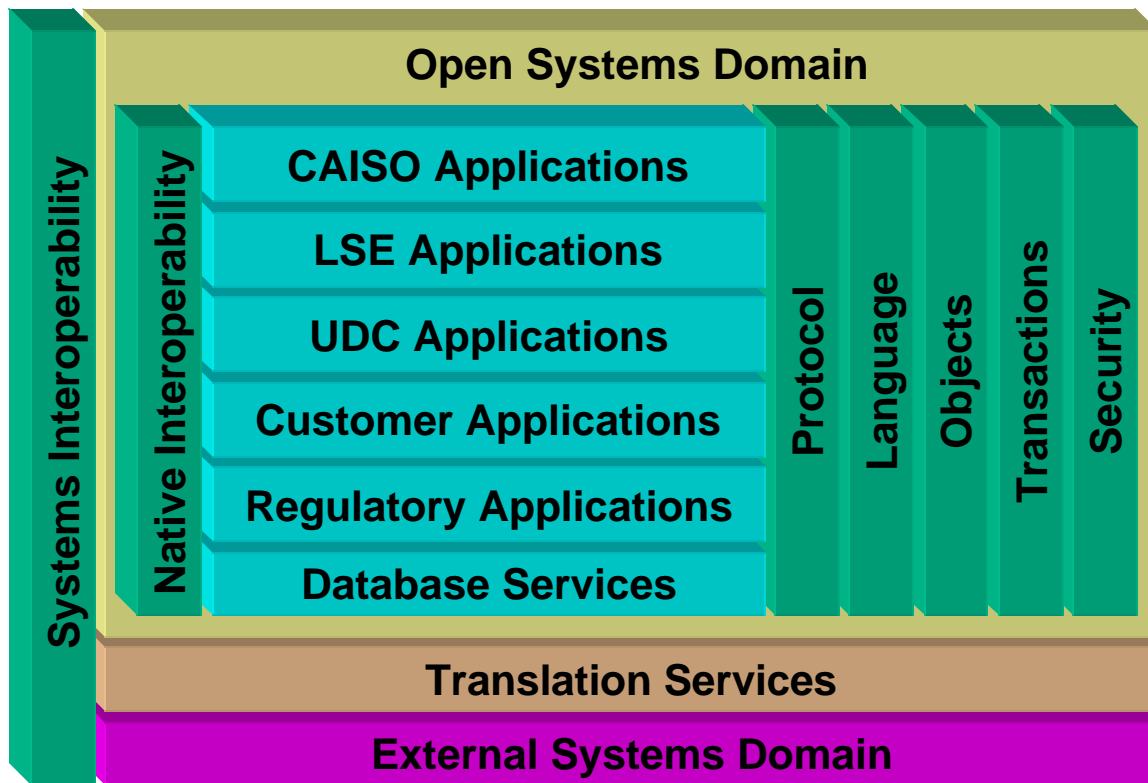 Systems Interoperability
Open Systems Domain
Native Interoperability
CAISO Applications
LSE Applications
UDC Applications
Customer Applications
Regulatory Applications
Database Services
Protocol
Language
Objects
Transactions
Security
Translation Services
External Systems Domain